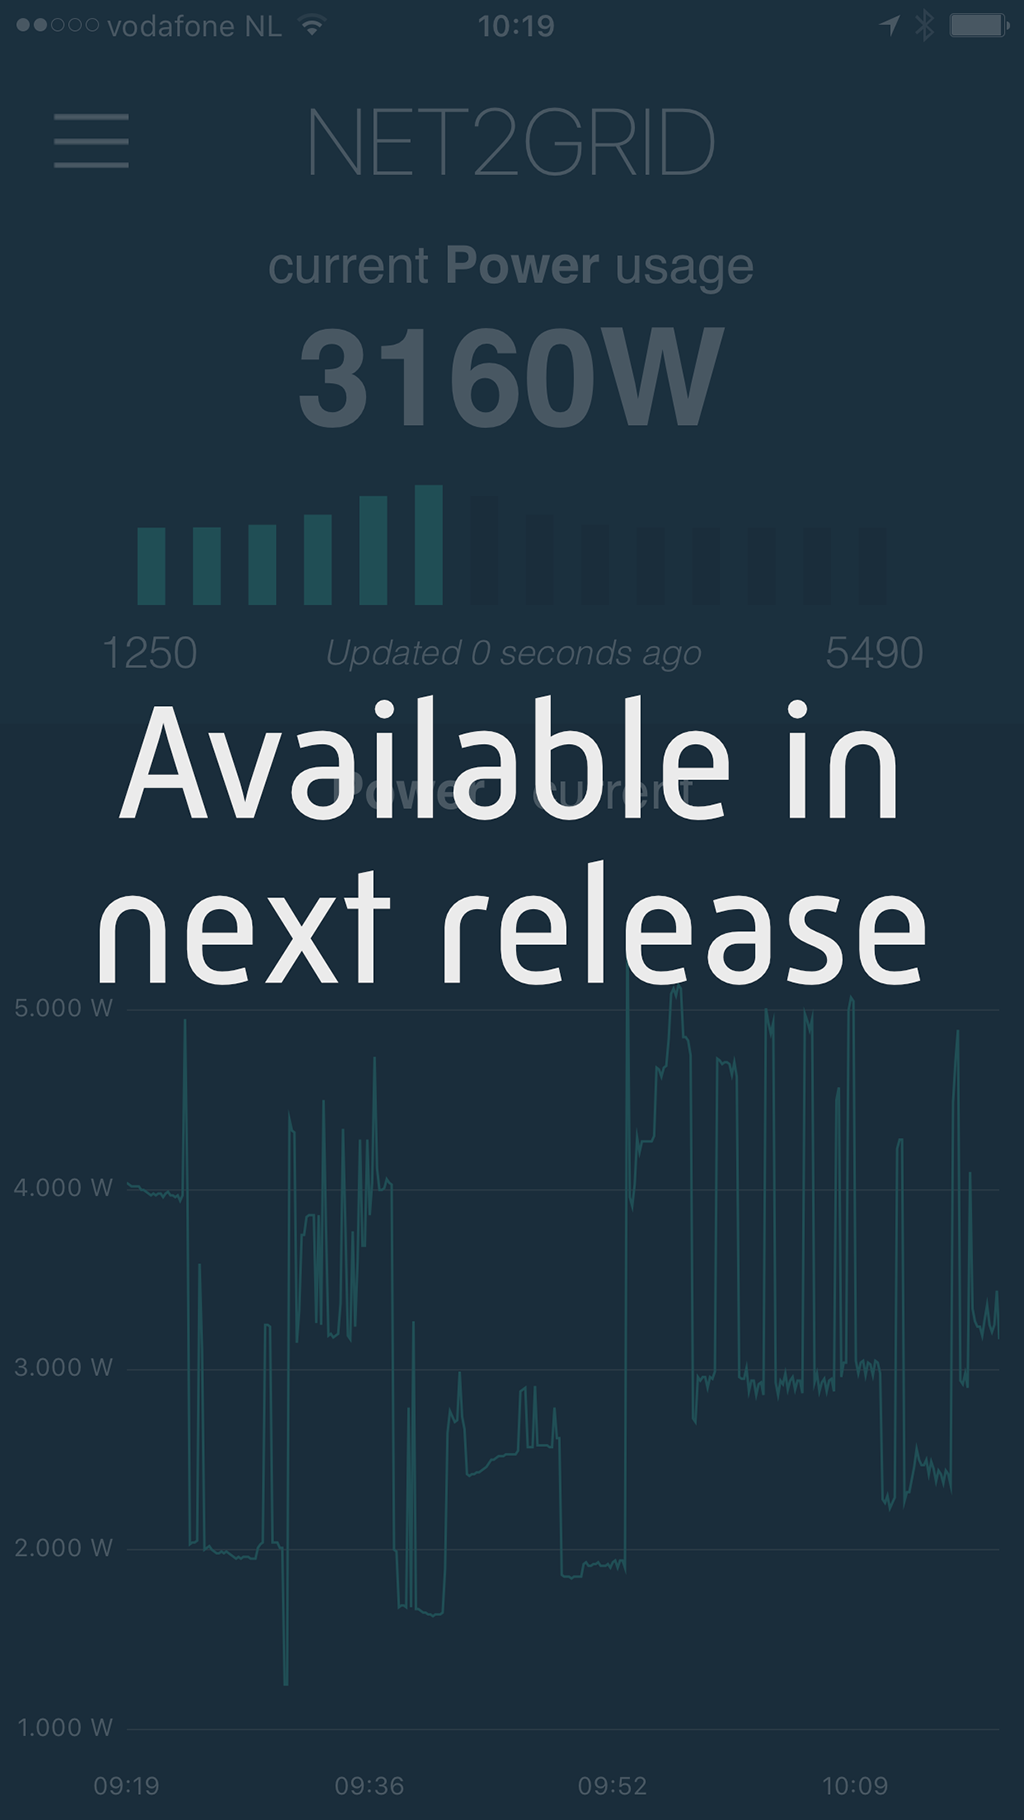 vodafone NL 10:19
NET2GRID
current Power usage
3160W
1250 Updated 0 seconds ago 5490
Power current
Available in
next release
5.000 W
4.000 W
3.000 W
2.000 W
1.000 W
09:19 09:36 09:52 10:09